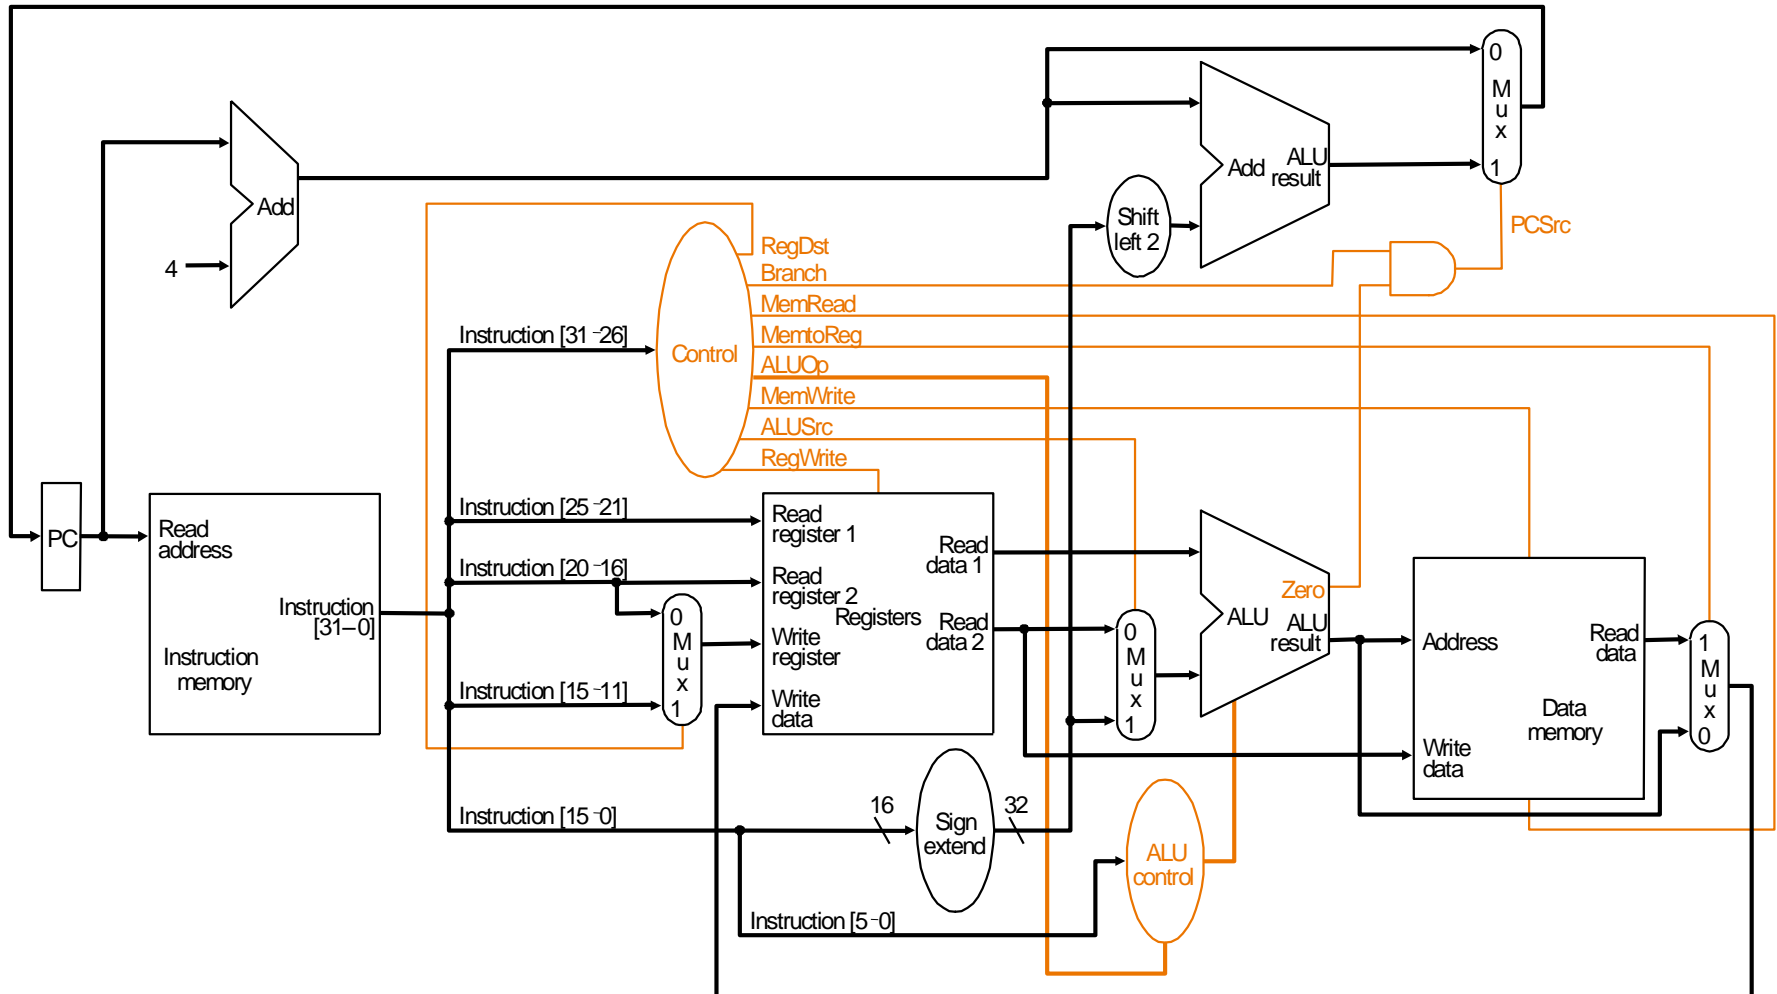 0
M
u
x
1
Add
ALU
result
Shift
left 2
PCSrc
Add
4
RegDst
Branch
MemRead
MemtoReg
ALUOp
MemWrite
ALUSrc
RegWrite
Control
Instruction [31–26]
Instruction [25–21]
Instruction [20–16]
Instruction [15–11]
Instruction [15–0]
Instruction [5–0]
PC
Read
address
Instruction
[31–0]
Instruction
memory
0
M
u
x
1
Read
register 1
Read
register 2
Registers
Write
register
Write
data
Read
data 1
Read
data 2
0
M
u
x
1
Zero
ALU
ALU
result
Address
Read
data
Data
memory
Write
data
1
M
u
x
0
16
Sign
extend
32
ALU
control